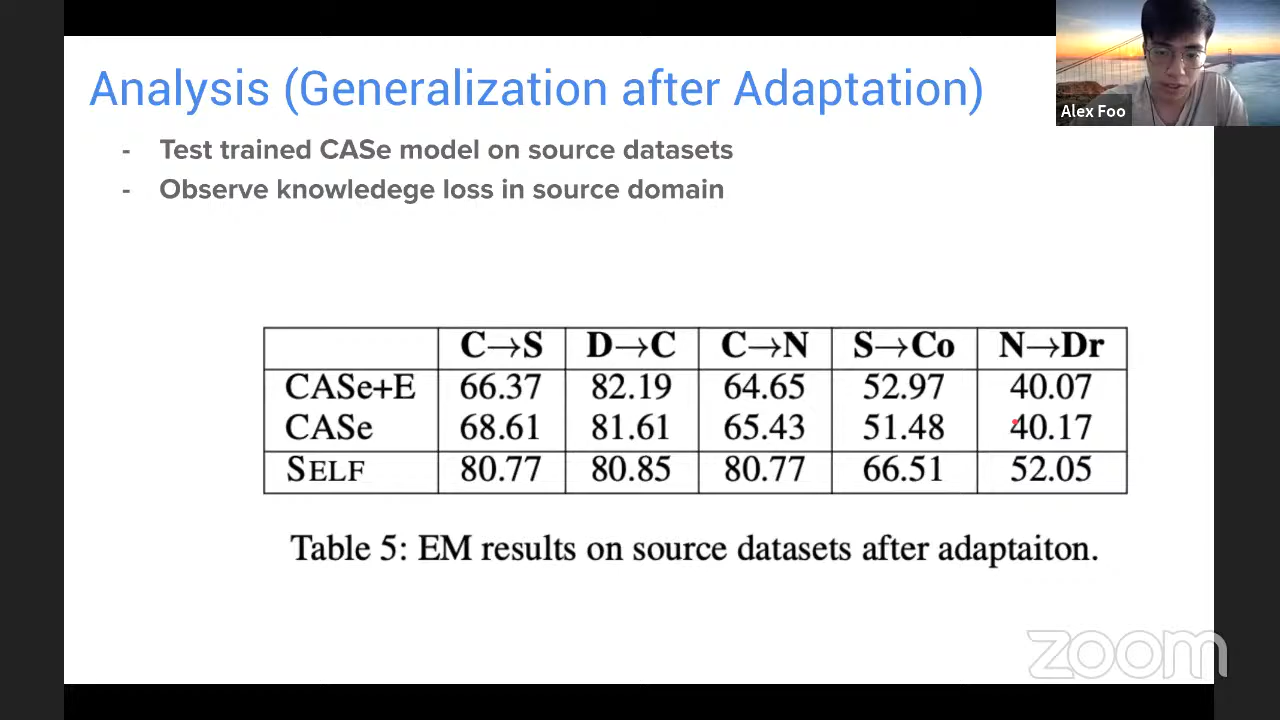 Analysis (Generalization after Adaptation)
Alex Foo
- Test trained CASe model on source datasets
- Observe knowledege loss in source domain
C→S D→C C→N S→Co N→Dr
CASe+E 66.37 82.19 64.65 52.97 40.07
CASe 68.61 81.61 65.43 51.48 40.17
SELF 80.77 80.85 80.77 66.51 52.05
Table 5: EM results on source datasets after adaptaiton.
zoom